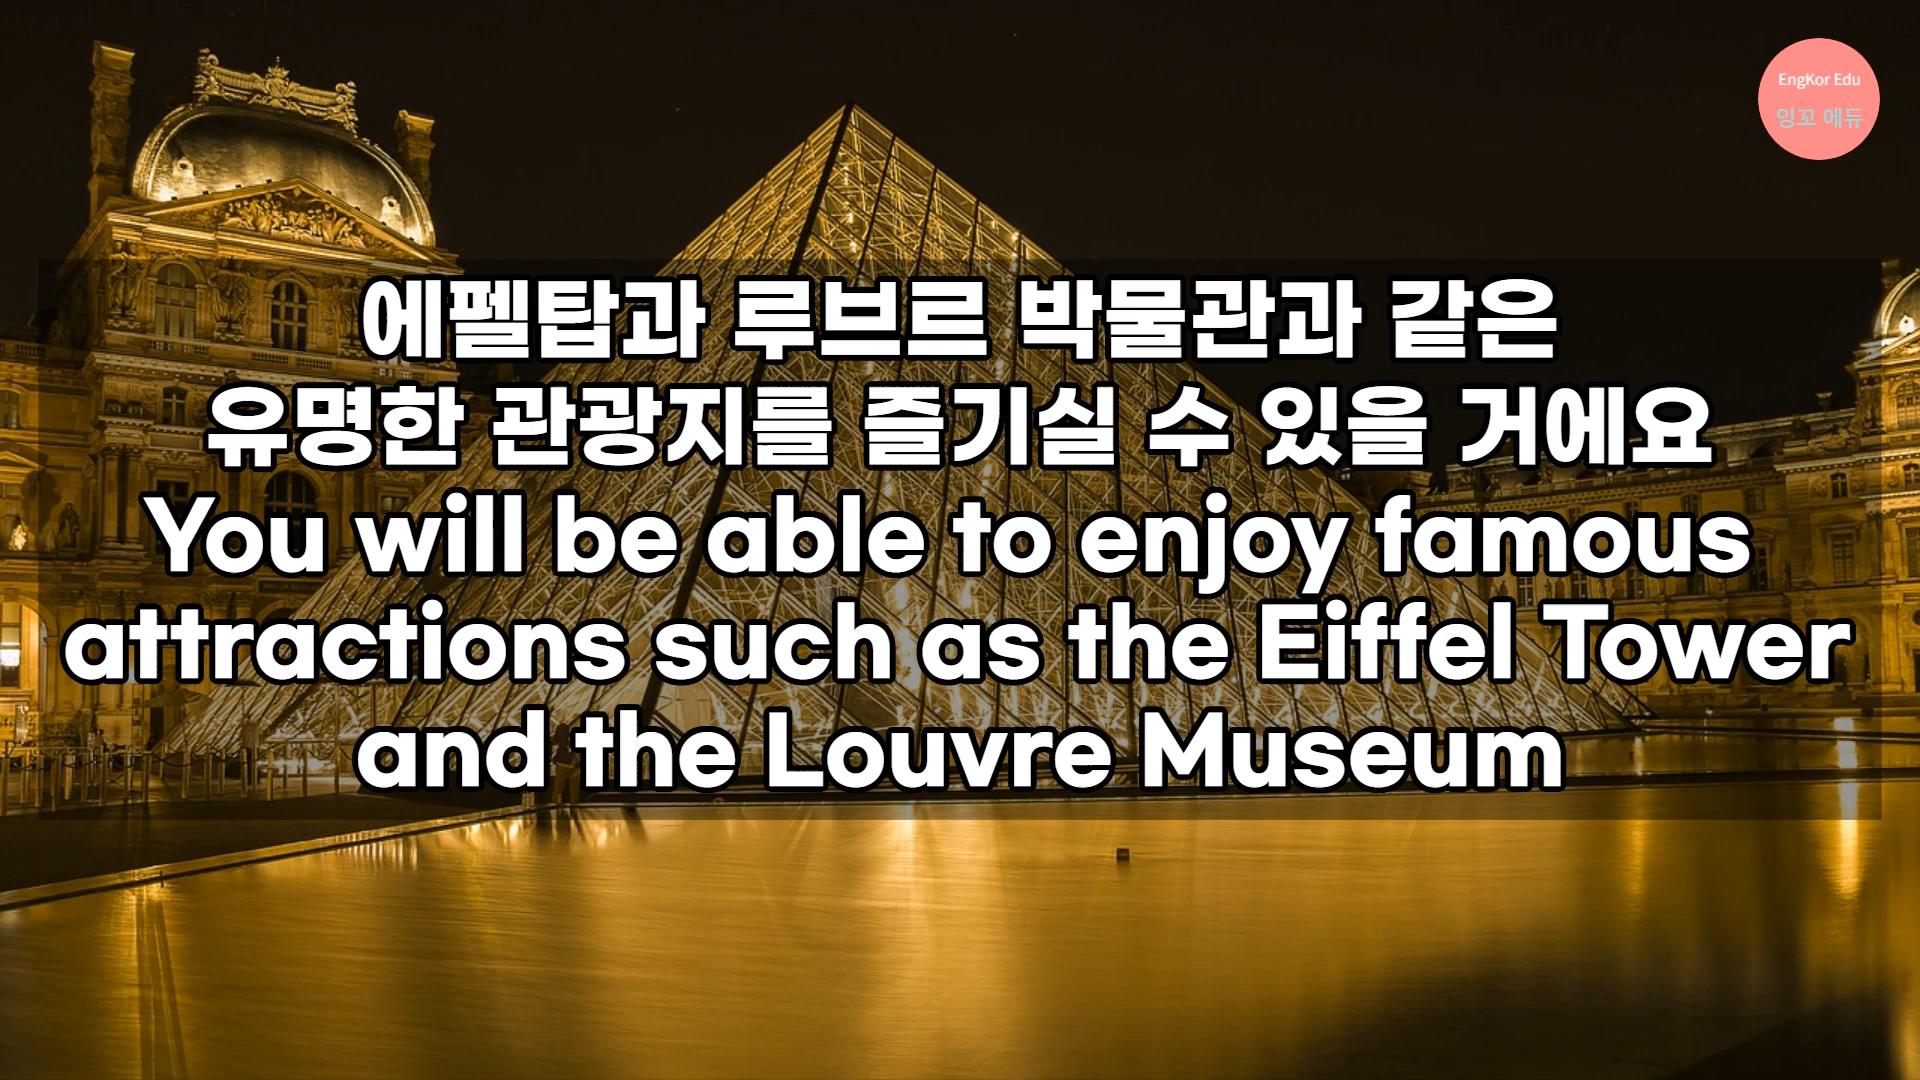 EngKor Edu
잉꼬 에듀
에펠탑과 루브르 박물관과 같은
유명한 관광지를 즐기실 수 있을 거에요
You will be able to enjoy famous
attractions such as the Eiffel Tower
and the Louvre Museum